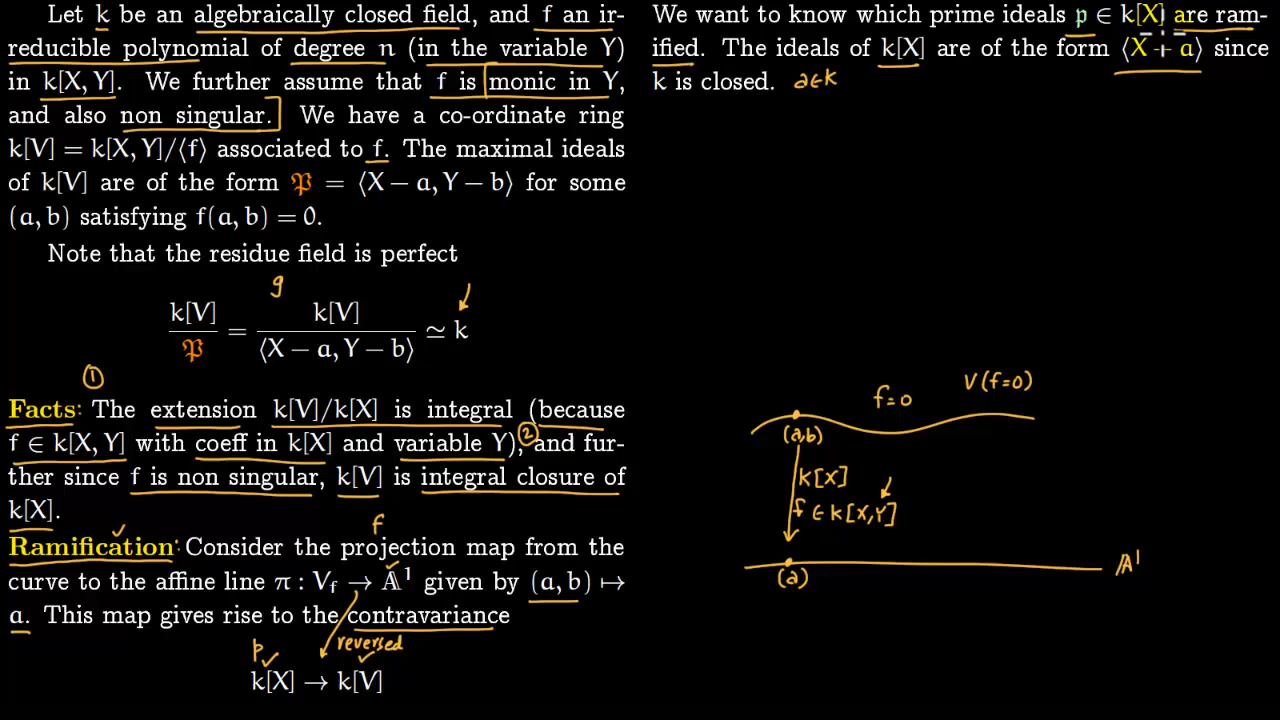 Let k be an algebraically closed field, and f an ir-
reducible polynomial of degree n (in the variable Y)
in k[X, Y]. We further assume that f is monic in Y,
and also non singular. We have a co-ordinate ring
k[V] = k[X, Y]/⟨f⟩ associated to f. The maximal ideals
of k[V] are of the form 𝔓 = ⟨X − a, Y − b⟩ for some
(a, b) satisfying f(a, b) = 0.
Note that the residue field is perfect
g
k[V]/𝔓 = k[V]/⟨X − a, Y − b⟩ ≃ k
①
Facts: The extension k[V]/k[X] is integral (because
f ∈ k[X, Y] with coeff in k[X] and variable Y), ② and fur-
ther since f is non singular, k[V] is integral closure of
k[X].
f
Ramification: Consider the projection map from the
curve to the affine line π : V_f → 𝔸¹ given by (a, b) ↦
a. This map gives rise to the contravariance
p reversed
k[X] → k[V]
We want to know which prime ideals p ∈ k[X] are ram-
ified. The ideals of k[X] are of the form ⟨X + a⟩ since
k is closed. a∈k
f=0 V(f=0)
(a,b)
k[X]
f ∈ k[X,Y]
(a) 𝔸¹